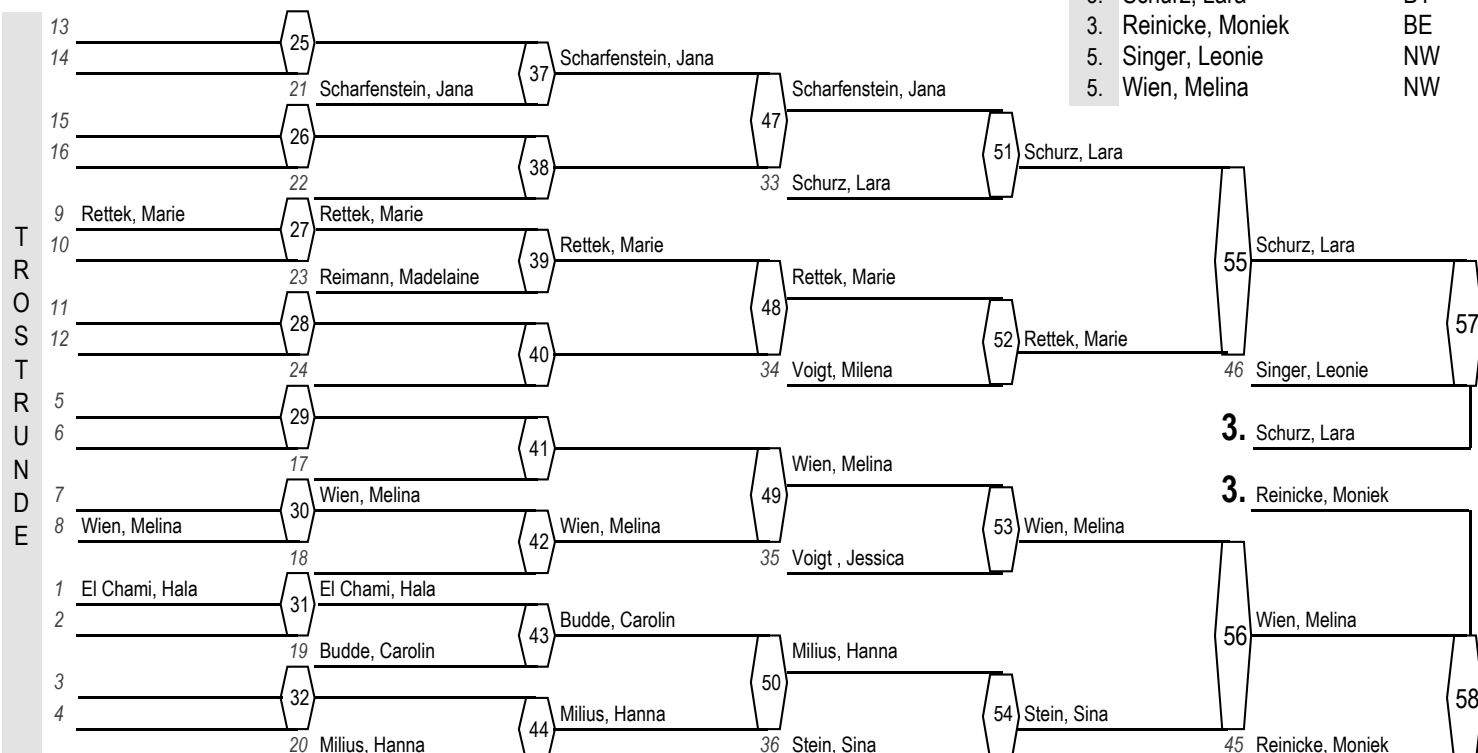 3. Schurz, Lara BY
3. Reinicke, Moniek BE
5. Singer, Leonie NW
5. Wien, Melina NW
TROSTRUNDE
13
14
25
37 Scharfenstein, Jana
21 Scharfenstein, Jana
47 Scharfenstein, Jana
15
16
26
38
51 Schurz, Lara
22
33 Schurz, Lara
9 Rettek, Marie
10
27 Rettek, Marie
39 Rettek, Marie
55 Schurz, Lara
23 Reimann, Madelaine
48 Rettek, Marie
11
12
28
40
52 Rettek, Marie
57
24
34 Voigt, Milena
46 Singer, Leonie
5
6
29
41
3. Schurz, Lara
17
49 Wien, Melina
3. Reinicke, Moniek
7
8 Wien, Melina
30 Wien, Melina
42 Wien, Melina
53 Wien, Melina
18
35 Voigt , Jessica
1 El Chami, Hala
2
31 El Chami, Hala
43 Budde, Carolin
56 Wien, Melina
19 Budde, Carolin
50 Milius, Hanna
3
4
32
44 Milius, Hanna
54 Stein, Sina
58
20 Milius, Hanna
36 Stein, Sina
45 Reinicke, Moniek